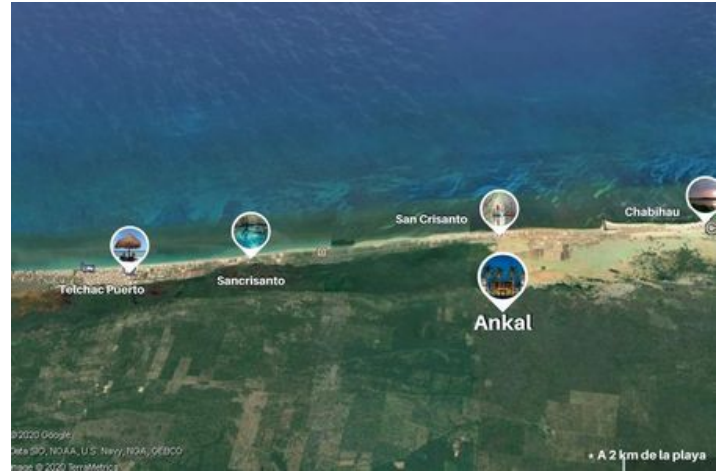 San Crisanto
Chabihau
Telchac Puerto
Sancrisanto
Ankal
©2020 Google
Data SIO, NOAA, U.S. Navy, NGA, GEBCO
Image © 2020 TerraMetrics
• A 2 km de la playa